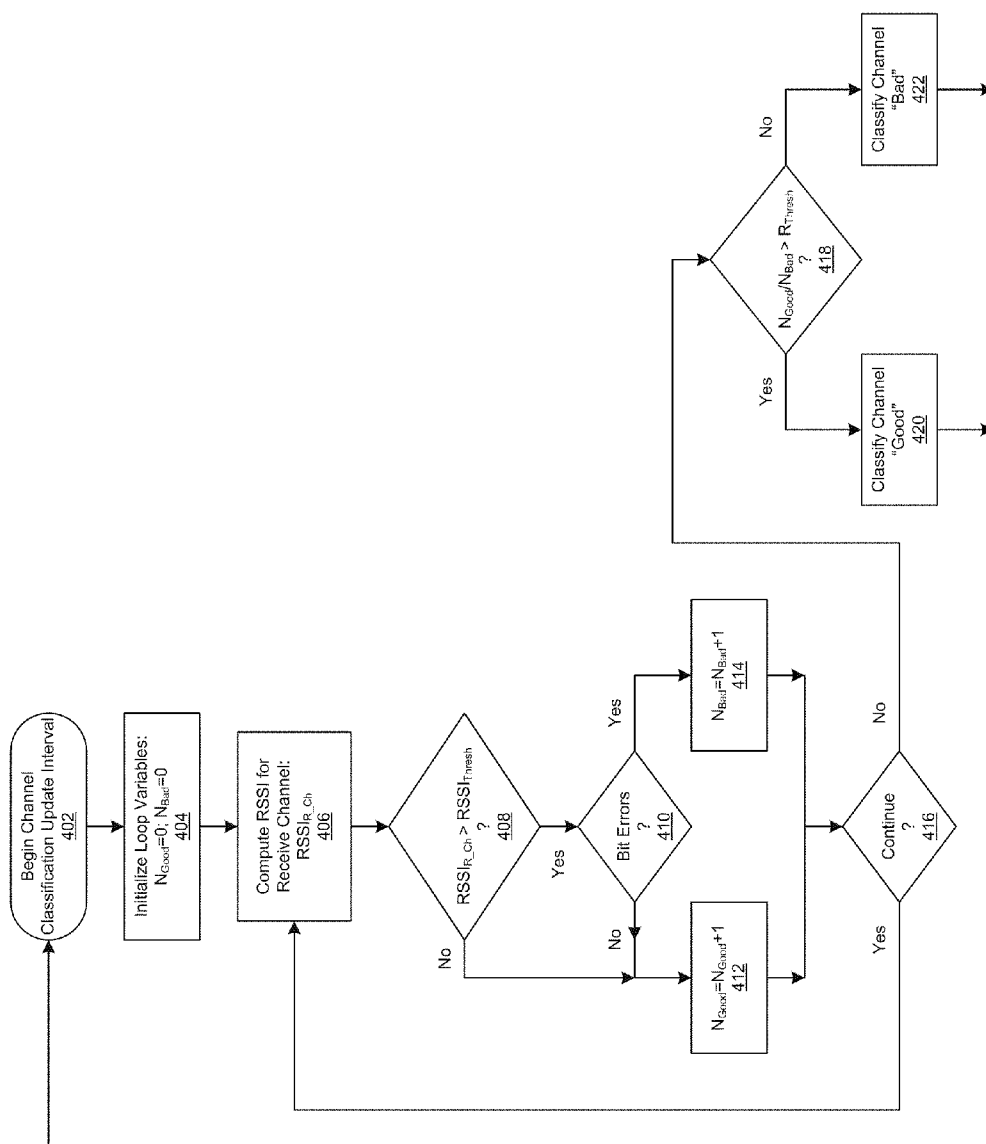 Begin Channel
Classification Update Interval
402
Initialize Loop Variables:
N_Good=0; N_Bad=0
404
Compute RSSI for
Receive Channel:
RSSI_R_Ch
406
RSSI_R_Ch > RSSI_Thresh
?
408
No
Yes
Bit Errors
?
410
No
Yes
N_Good=N_Good+1
412
N_Bad=N_Bad+1
414
Continue
?
416
Yes
No
N_Good/N_Bad > R_Thresh
?
418
Yes
No
Classify Channel
"Good"
420
Classify Channel
"Bad"
422